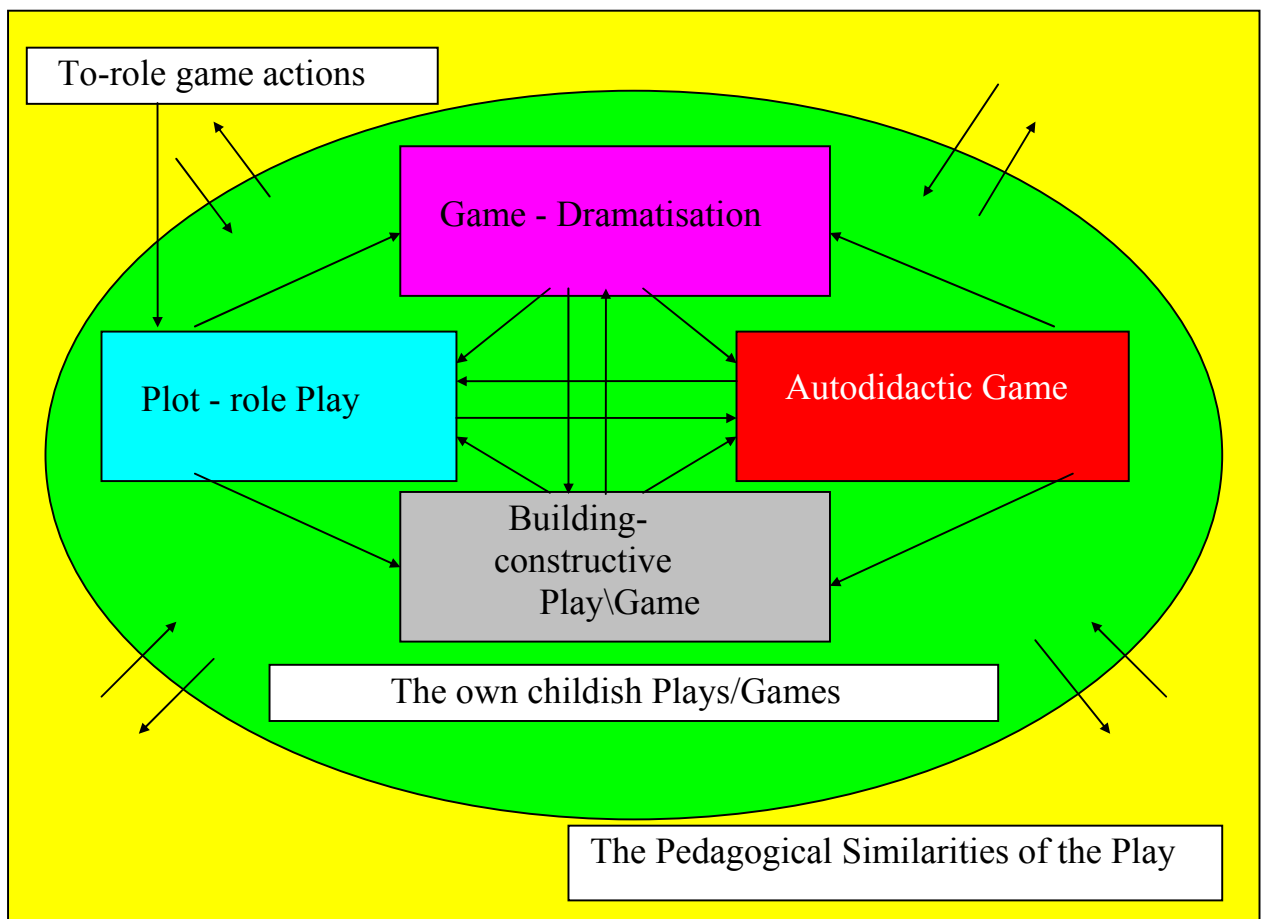 To-role game actions
Game - Dramatisation
Plot - role Play
Autodidactic Game
Building-
constructive
Play\Game
The own childish Plays/Games
The Pedagogical Similarities of the Play